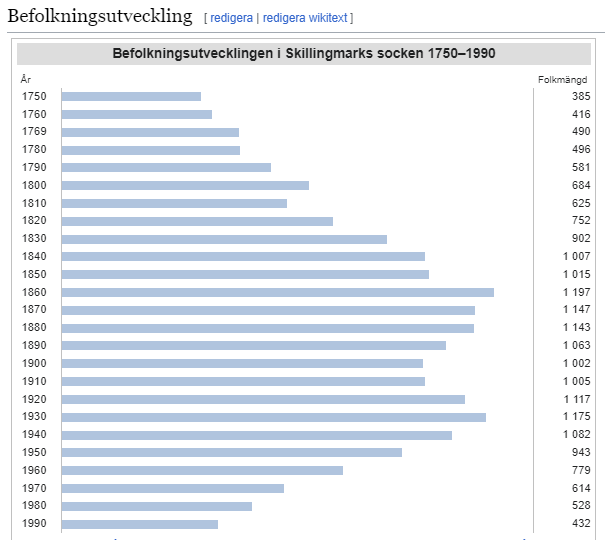 Befolkningsutveckling [ redigera | redigera wikitext ]
Befolkningsutvecklingen i Skillingmarks socken 1750–1990
År Folkmängd
1750 385
1760 416
1769 490
1780 496
1790 581
1800 684
1810 625
1820 752
1830 902
1840 1 007
1850 1 015
1860 1 197
1870 1 147
1880 1 143
1890 1 063
1900 1 002
1910 1 005
1920 1 117
1930 1 175
1940 1 082
1950 943
1960 779
1970 614
1980 528
1990 432